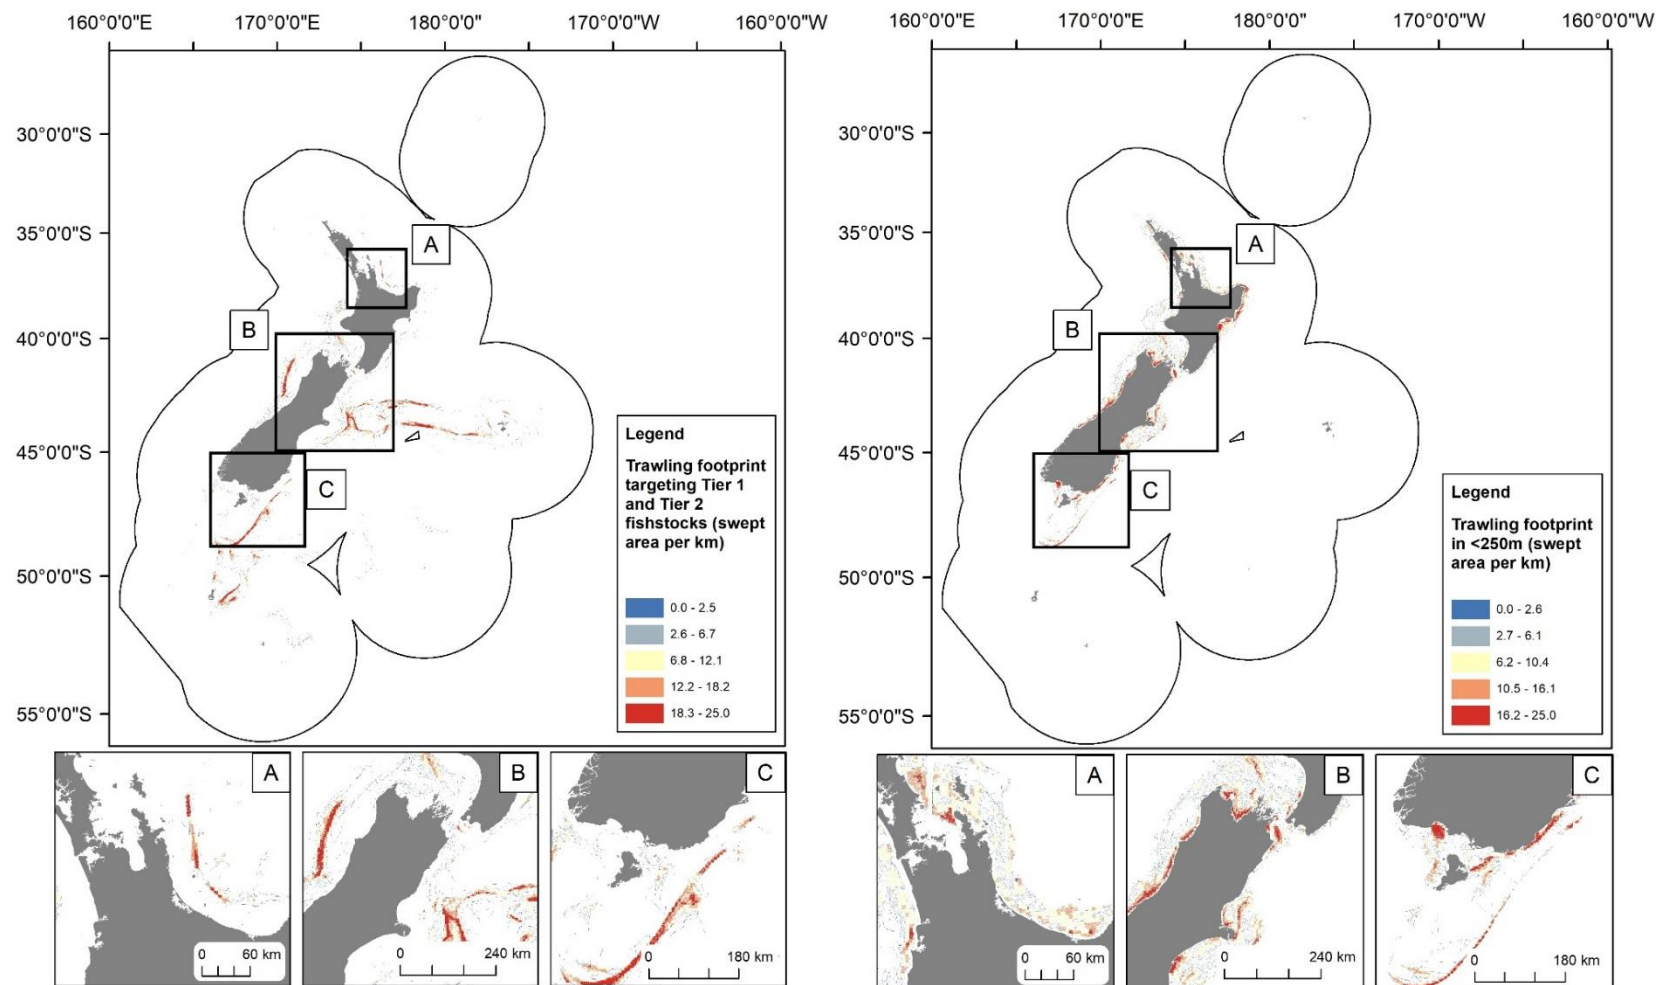 160°0'0"E 170°0'0"E 180°0'0" 170°0'0"W 160°0'0"W
30°0'0"S
35°0'0"S
40°0'0"S
45°0'0"S
50°0'0"S
55°0'0"S
A
B
C
Legend
Trawling footprint
targeting Tier 1
and Tier 2
fishstocks (swept
area per km)
0.0 - 2.5
2.6 - 6.7
6.8 - 12.1
12.2 - 18.2
18.3 - 25.0
A
0 60 km
B
0 240 km
C
0 180 km
160°0'0"E 170°0'0"E 180°0'0" 170°0'0"W 160°0'0"W
30°0'0"S
35°0'0"S
40°0'0"S
45°0'0"S
50°0'0"S
55°0'0"S
A
B
C
Legend
Trawling footprint
in <250m (swept
area per km)
0.0 - 2.6
2.7 - 6.1
6.2 - 10.4
10.5 - 16.1
16.2 - 25.0
A
0 60 km
B
0 240 km
C
0 180 km